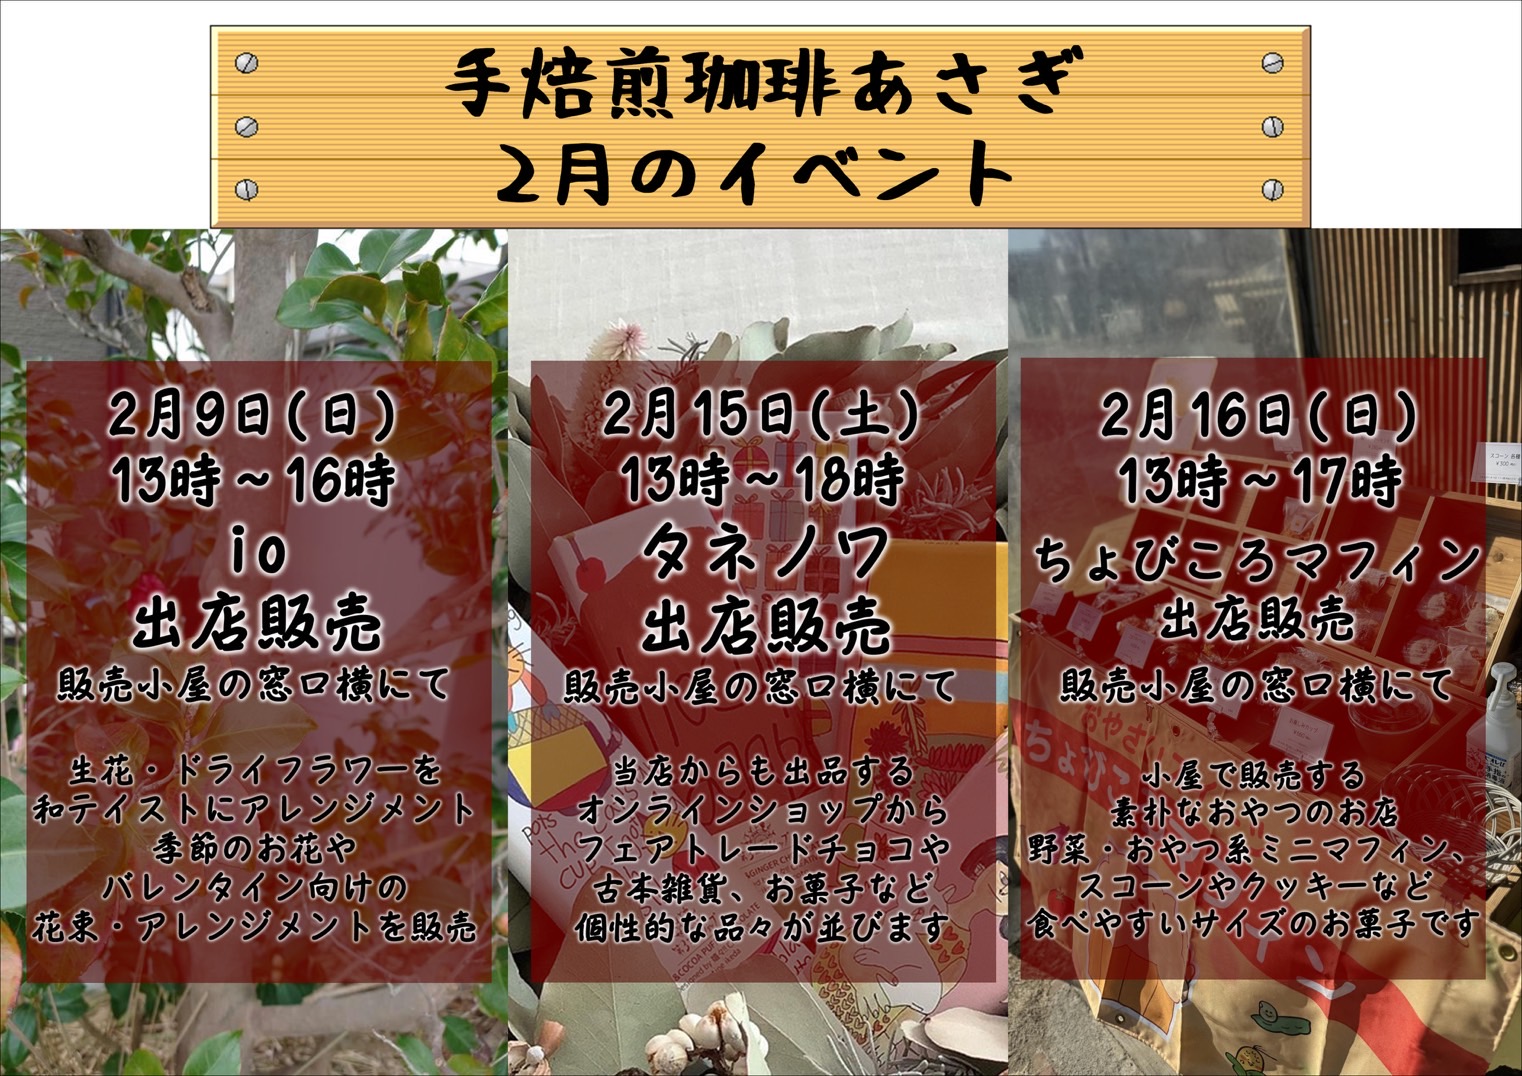 手焙煎珈琲あさぎ
2月のイベント
2月9日(日)
13時~16時
io
出店販売
販売小屋の窓口横にて
生花・ドライフラワーを
和テイストにアレンジメント
季節のお花や
バレンタイン向けの
花束・アレンジメントを販売
2月15日(土)
13時~18時
タネノワ
出店販売
販売小屋の窓口横にて
当店からも出品する
オンラインショップから
フェアトレードチョコや
古本雑貨、お菓子など
個性的な品々が並びます
2月16日(日)
13時~17時
ちょびころマフィン
出店販売
販売小屋の窓口横にて
小屋で販売する
素朴なおやつのお店
野菜・おやつ系ミニマフィン、
スコーンやクッキーなど
食べやすいサイズのお菓子です